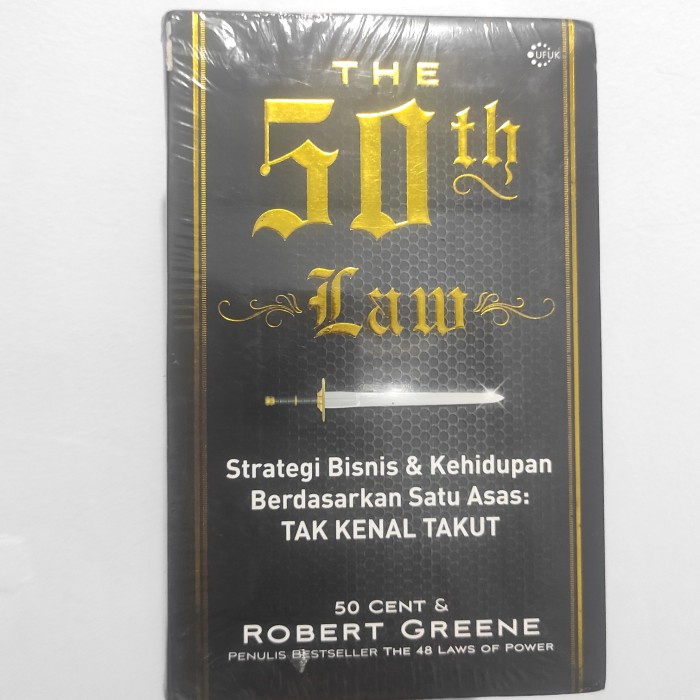 UFUK
THE
50th
Law
Strategi Bisnis & Kehidupan
Berdasarkan Satu Asas:
TAK KENAL TAKUT
50 CENT &
ROBERT GREENE
PENULIS BESTSELLER THE 48 LAWS OF POWER